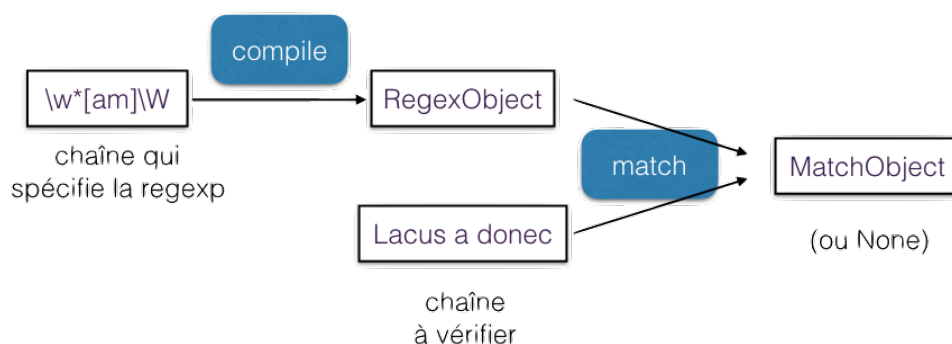 compile
\w*[am]\W
RegexObject
chaîne qui
spécifie la regexp
match
MatchObject
Lacus a donec
(ou None)
chaîne
à vérifier